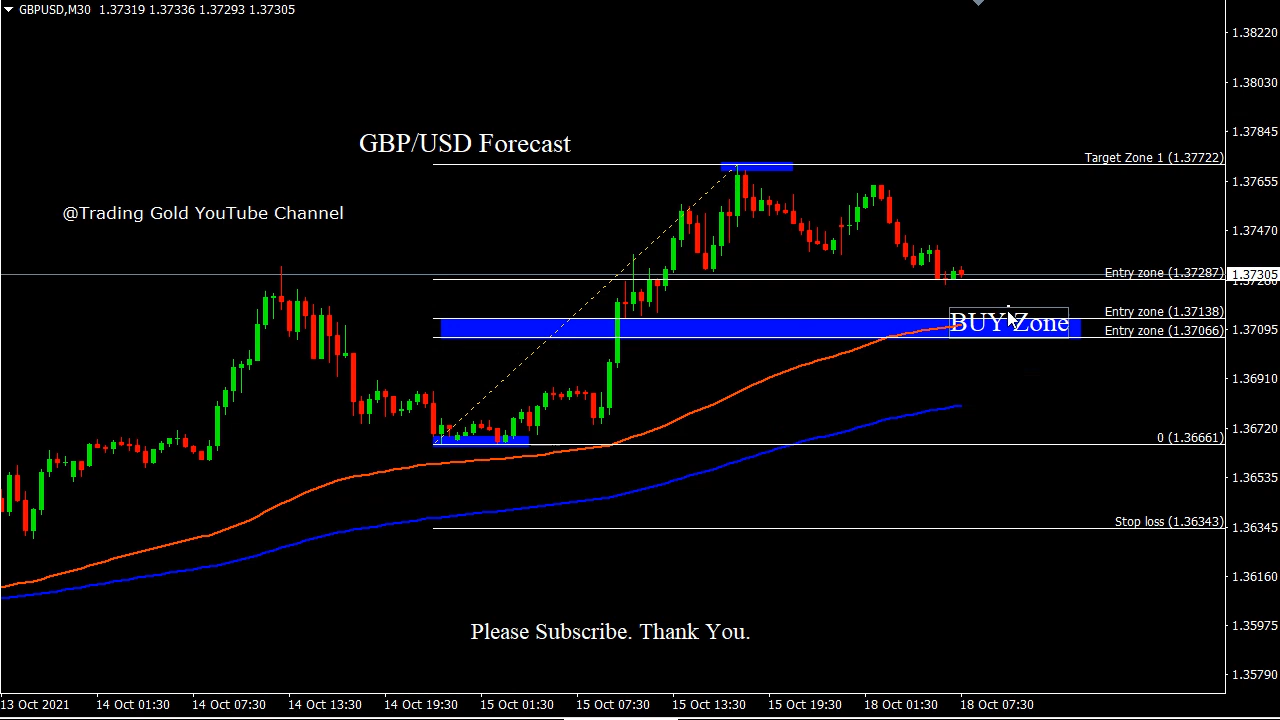 GBPUSD,M30 1.37319 1.37336 1.37293 1.37305
1.38220
1.38030
1.37845
GBP/USD Forecast
Target Zone 1 (1.37722)
1.37655
@Trading Gold YouTube Channel
1.37470
Entry zone (1.37287)
1.37305
1.37280
Entry zone (1.37138)
BUY Zone
Entry zone (1.37066)
1.37095
1.36910
1.36720
0 (1.36661)
1.36535
Stop loss (1.36343)
1.36345
1.36160
Please Subscribe. Thank You.
1.35975
1.35790
13 Oct 2021 14 Oct 01:30 14 Oct 07:30 14 Oct 13:30 14 Oct 19:30 15 Oct 01:30 15 Oct 07:30 15 Oct 13:30 15 Oct 19:30 18 Oct 01:30 18 Oct 07:30